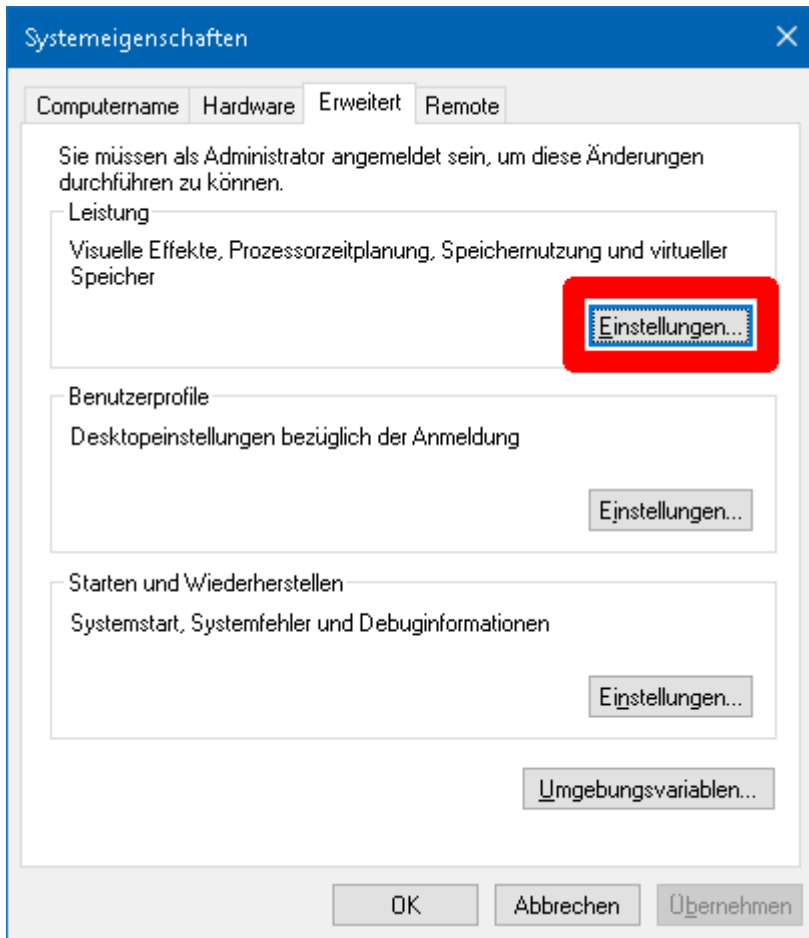 Systemeigenschaften
Computername Hardware Erweitert Remote
Sie müssen als Administrator angemeldet sein, um diese Änderungen
durchführen zu können.
Leistung
Visuelle Effekte, Prozessorzeitplanung, Speichernutzung und virtueller
Speicher
Einstellungen...
Benutzerprofile
Desktopeinstellungen bezüglich der Anmeldung
Einstellungen...
Starten und Wiederherstellen
Systemstart, Systemfehler und Debuginformationen
Einstellungen...
Umgebungsvariablen...
OK Abbrechen Übernehmen